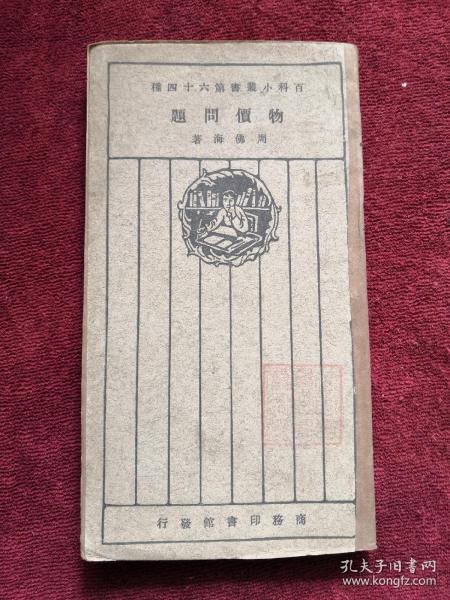 百科小叢書第六十四種
物價問題
周佛海著
商務印書館發行
孔夫子旧书网
www.kongfz.com